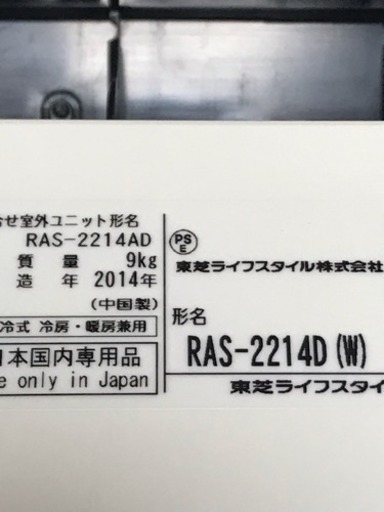 合せ室外ユニット形名
RAS-2214AD
質量 9kg
造年 2014年
(中国製)
冷式 冷房・暖房兼用
日本国内専用品
e only in Japan
PSE
東芝ライフスタイル株式会社
形名
RAS-2214D(W)
東芝ライフスタイ